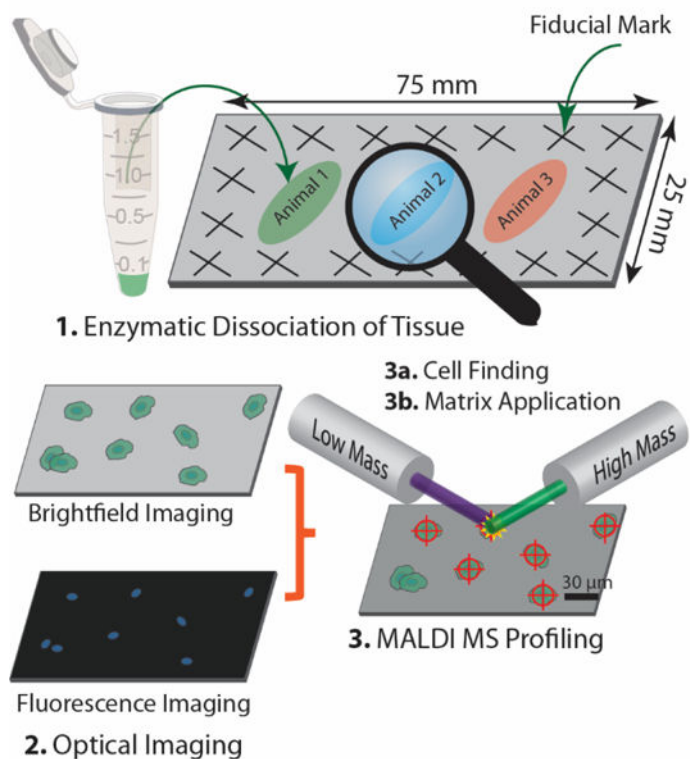 Fiducial Mark
75 mm
1.5
1.0
0.5
0.1
Animal 1
Animal 2
Animal 3
25 mm
1. Enzymatic Dissociation of Tissue
3a. Cell Finding
3b. Matrix Application
Low Mass
High Mass
Brightfield Imaging
30 µm
3. MALDI MS Profiling
Fluorescence Imaging
2. Optical Imaging